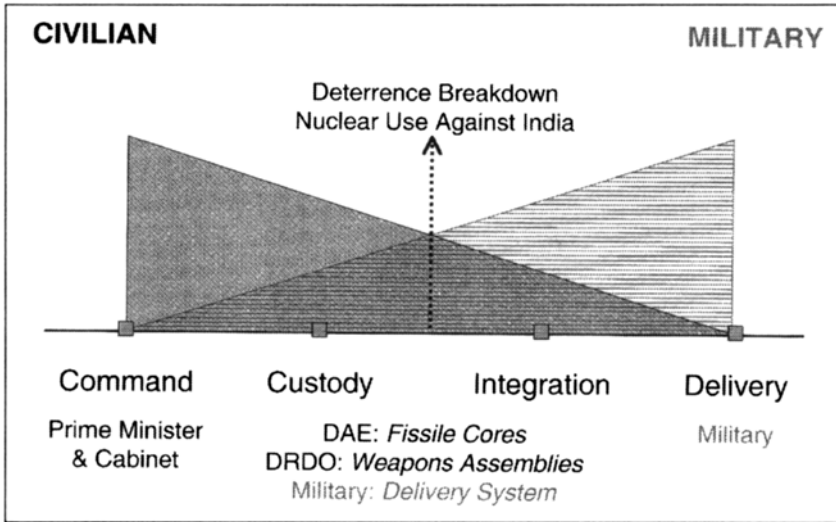 CIVILIAN
MILITARY
Deterrence Breakdown
Nuclear Use Against India
Command
Custody
Integration
Delivery
Prime Minister
& Cabinet
DAE: Fissile Cores
DRDO: Weapons Assemblies
Military: Delivery System
Military